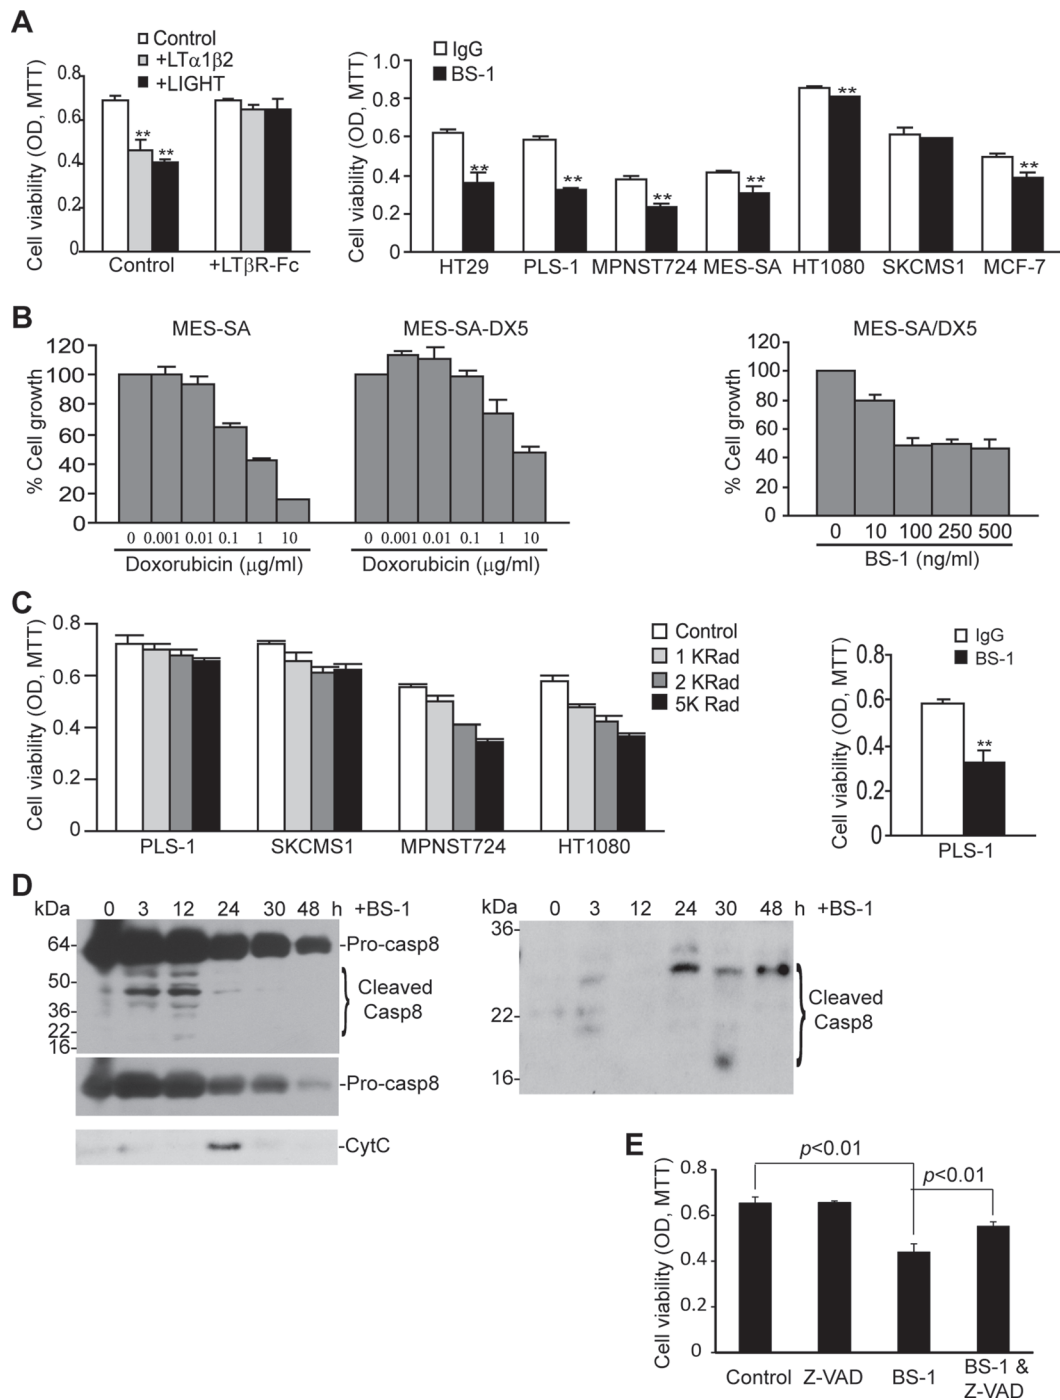 A
Control
+LTα1β2
+LIGHT
Cell viability (OD, MTT)
0.8
0.6
0.4
0.2
0
** **
Control +LTβR-Fc
IgG
BS-1
Cell viability (OD, MTT)
1.0
0.8
0.6
0.4
0.2
0
** ** ** ** ** **
HT29 PLS-1 MPNST724 MES-SA HT1080 SKCMS1 MCF-7
B
MES-SA
% Cell growth
120
100
80
60
40
20
0
0 0.001 0.01 0.1 1 10
Doxorubicin (μg/ml)
MES-SA-DX5
0 0.001 0.01 0.1 1 10
Doxorubicin (μg/ml)
MES-SA/DX5
% Cell growth
120
100
80
60
40
20
0
0 10 100 250 500
BS-1 (ng/ml)
C
Cell viability (OD, MTT)
0.8
0.6
0.4
0.2
0
Control
1 KRad
2 KRad
5K Rad
PLS-1 SKCMS1 MPNST724 HT1080
IgG
BS-1
Cell viability (OD, MTT)
0.8
0.6
0.4
0.2
0
**
PLS-1
D
kDa 0 3 12 24 30 48 h +BS-1
64- -Pro-casp8
50-
36-
22-
16-
Cleaved
Casp8
-Pro-casp8
-CytC
kDa 0 3 12 24 30 48 h +BS-1
36-
22-
16-
Cleaved
Casp8
E
Cell viability (OD, MTT)
0.8
0.6
0.4
0.2
0
p<0.01
p<0.01
Control Z-VAD BS-1 BS-1 &
Z-VAD